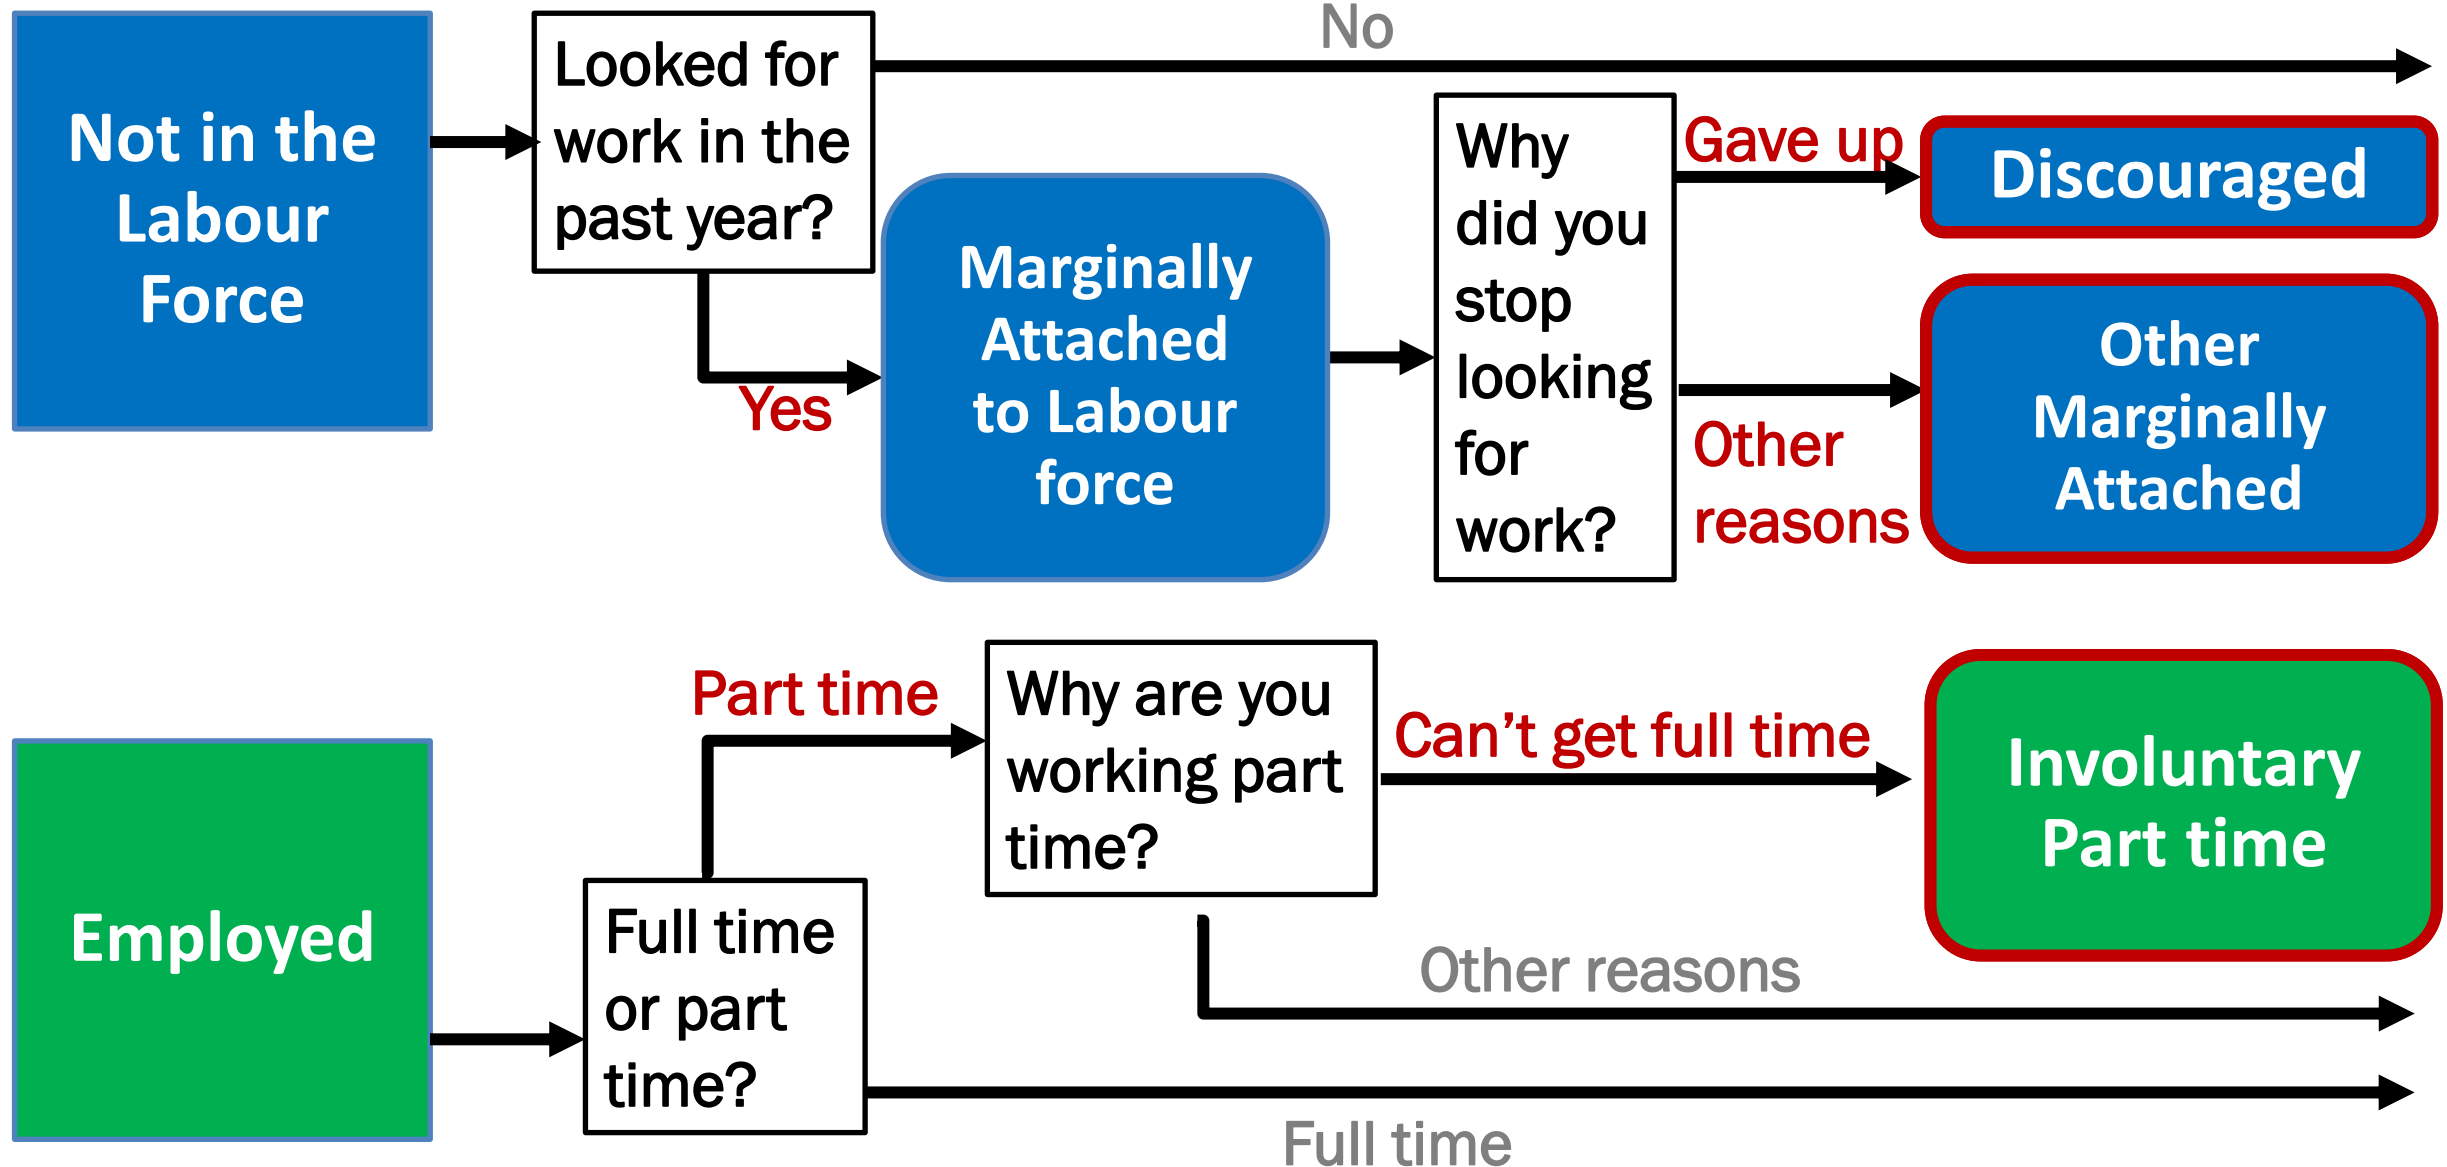 Not in the
Labour
Force
Looked for
work in the
past year?
No
Yes
Marginally
Attached
to Labour
force
Why
did you
stop
looking
for
work?
Gave up
Discouraged
Other
reasons
Other
Marginally
Attached
Employed
Full time
or part
time?
Part time
Why are you
working part
time?
Can’t get full time
Involuntary
Part time
Other reasons
Full time